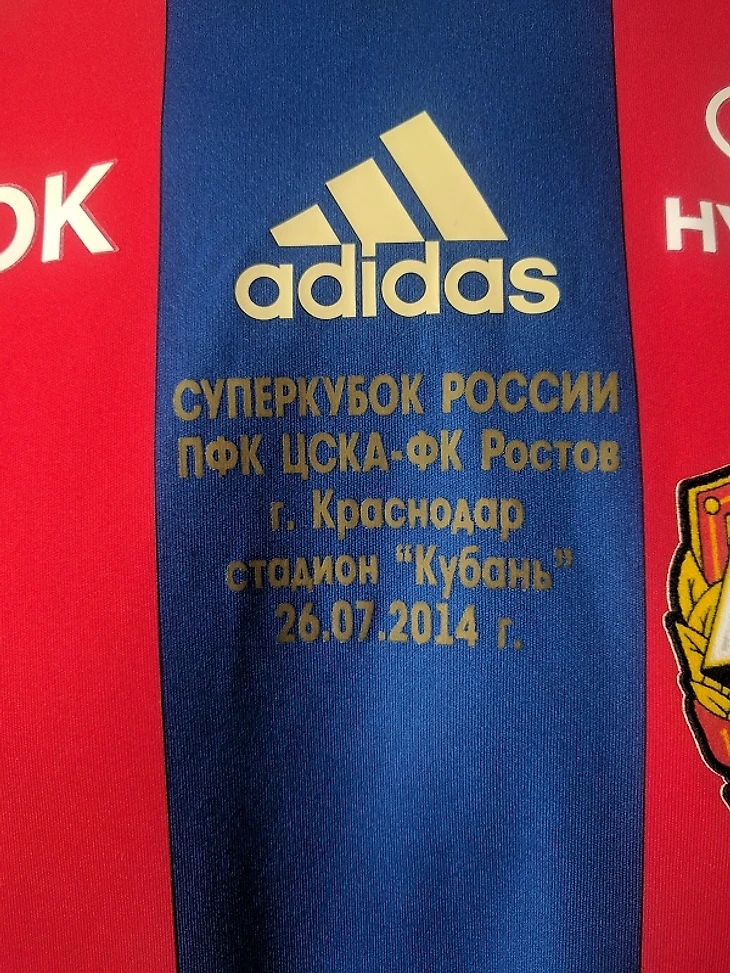 adidas
СУПЕРКУБОК РОССИИ
ПФК ЦСКА-ФК Ростов
г. Краснодар
стадион "Кубань"
26.07.2014 г.